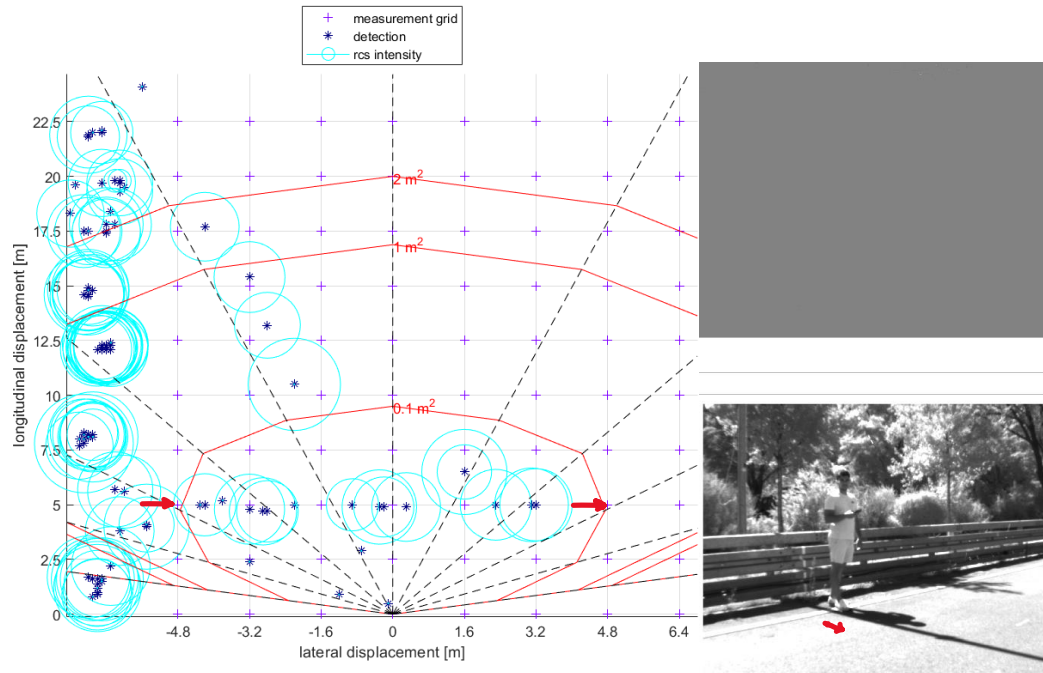 measurement grid
detection
rcs intensity
longitudinal displacement [m]
22.5
20
17.5
15
12.5
10
7.5
5
2.5
0
2 m²
1 m²
0.1 m²
-4.8
-3.2
-1.6
0
1.6
3.2
4.8
6.4
lateral displacement [m]